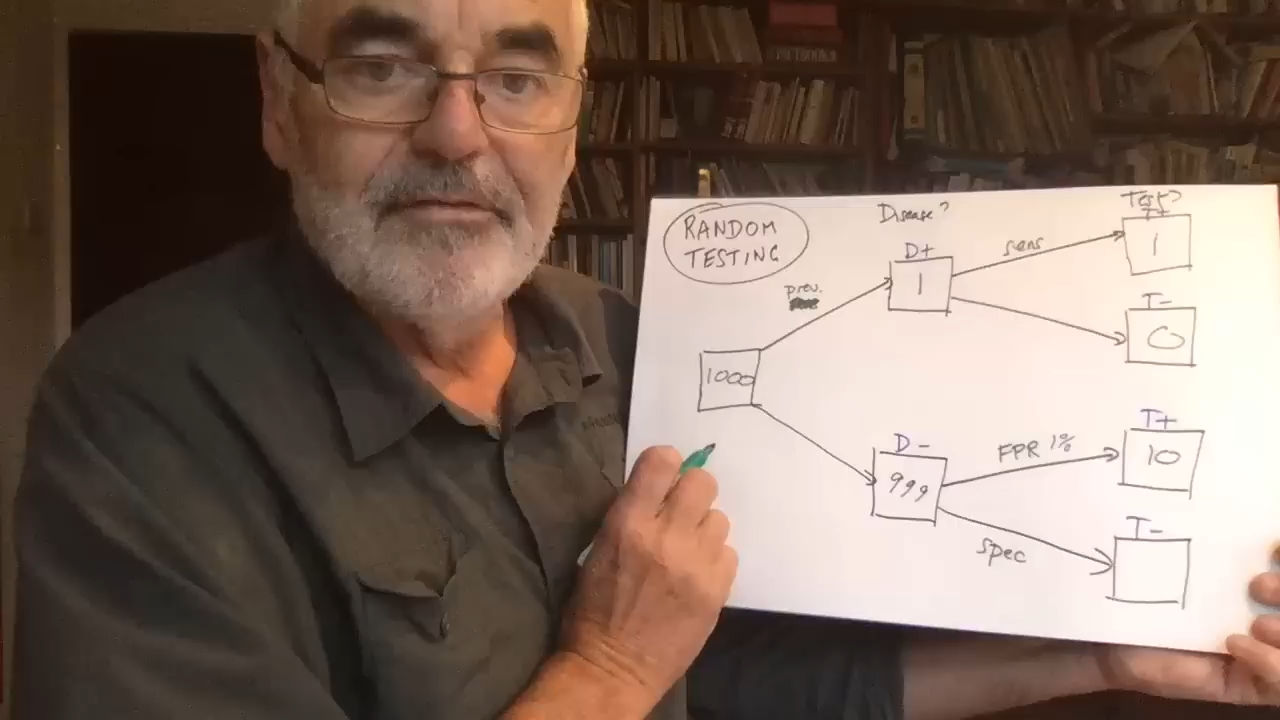 RANDOM
TESTING
Disease?
Test?
prev.
D+
1
sens
T+
1
T-
0
1000
D-
999
FPR 1%
T+
10
spec
T-